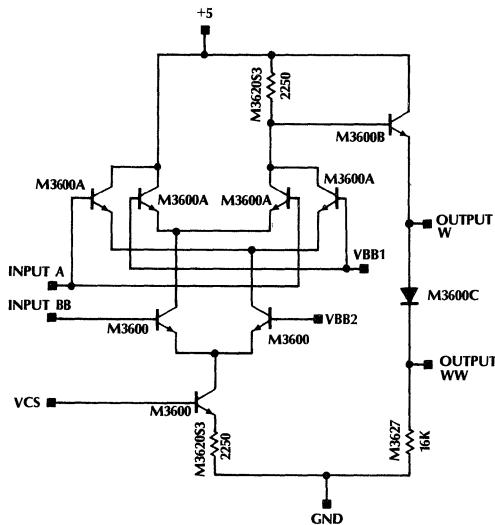 +5
M3620S3
2250
M3600B
M3600A
M3600A
M3600A
M3600A
OUTPUT
W
INPUT A
VBB1
M3600C
INPUT BB
M3600
M3600
VBB2
OUTPUT
WW
VCS
M3600
M3620S3
2250
M3627
16K
GND